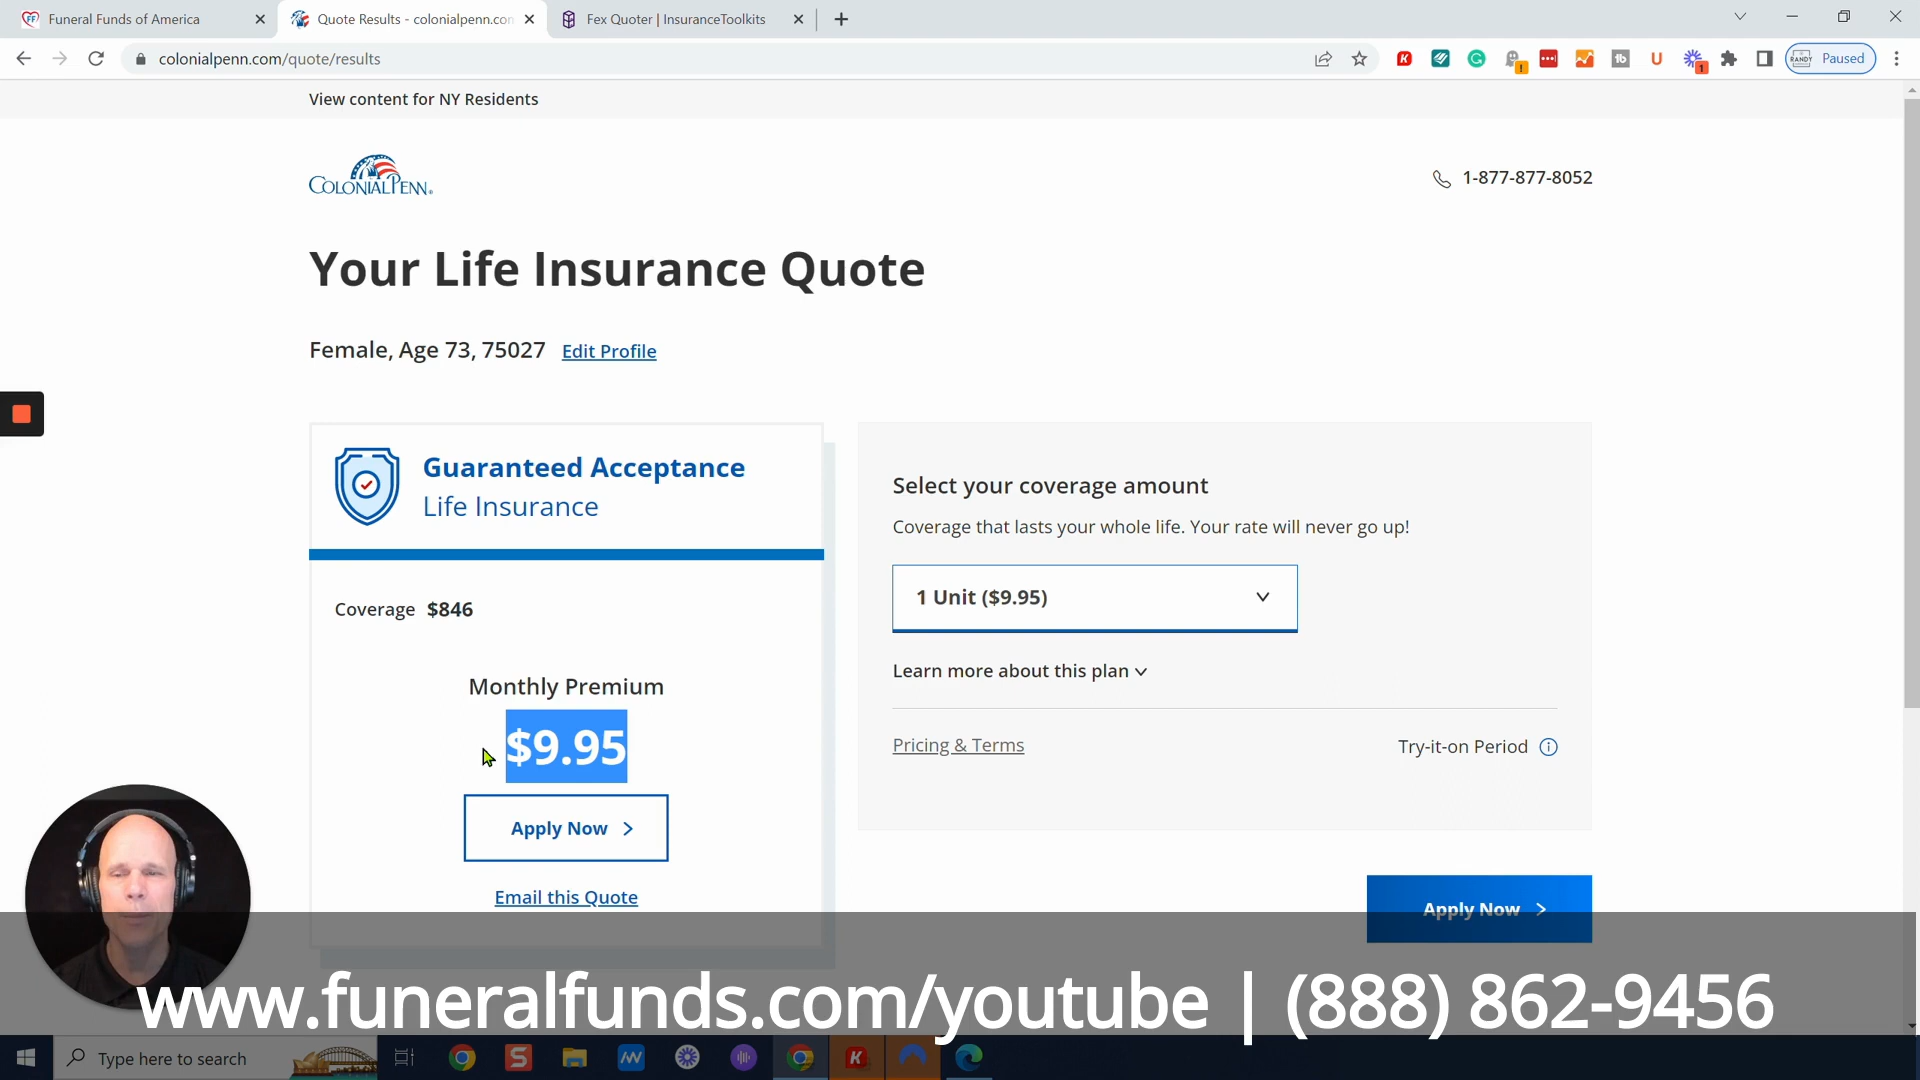 Funeral Funds of America
Quote Results - colonialpenn.con
Fex Quoter | InsuranceToolkits
colonialpenn.com/quote/results
RANDY
Paused
View content for NY Residents
COLONIAL PENN®
1-877-877-8052
Your Life Insurance Quote
Female, Age 73, 75027 Edit Profile
Guaranteed Acceptance
Life Insurance
Coverage $846
Monthly Premium
$9.95
Apply Now
Email this Quote
Select your coverage amount
Coverage that lasts your whole life. Your rate will never go up!
1 Unit ($9.95)
Learn more about this plan
Pricing & Terms
Try-it-on Period
Apply Now
www.funeralfunds.com/youtube | (888) 862-9456
Type here to search